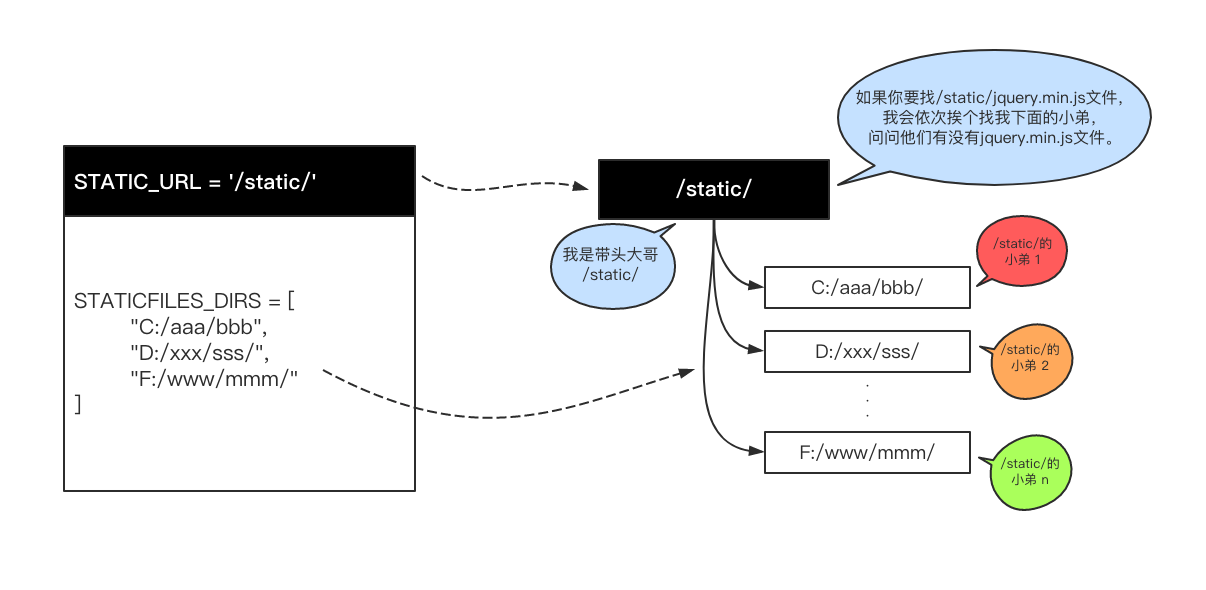 STATIC_URL = '/static/'
STATICFILES_DIRS = [
"C:/aaa/bbb",
"D:/xxx/sss/",
"F:/www/mmm/"
]
如果你要找/static/jquery.min.js文件，
我会依次挨个找我下面的小弟，
问问他们有没有jquery.min.js文件。
/static/
我是带头大哥
/static/
C:/aaa/bbb/
/static/的
小弟 1
D:/xxx/sss/
/static/的
小弟 2
.
.
.
F:/www/mmm/
/static/的
小弟 n